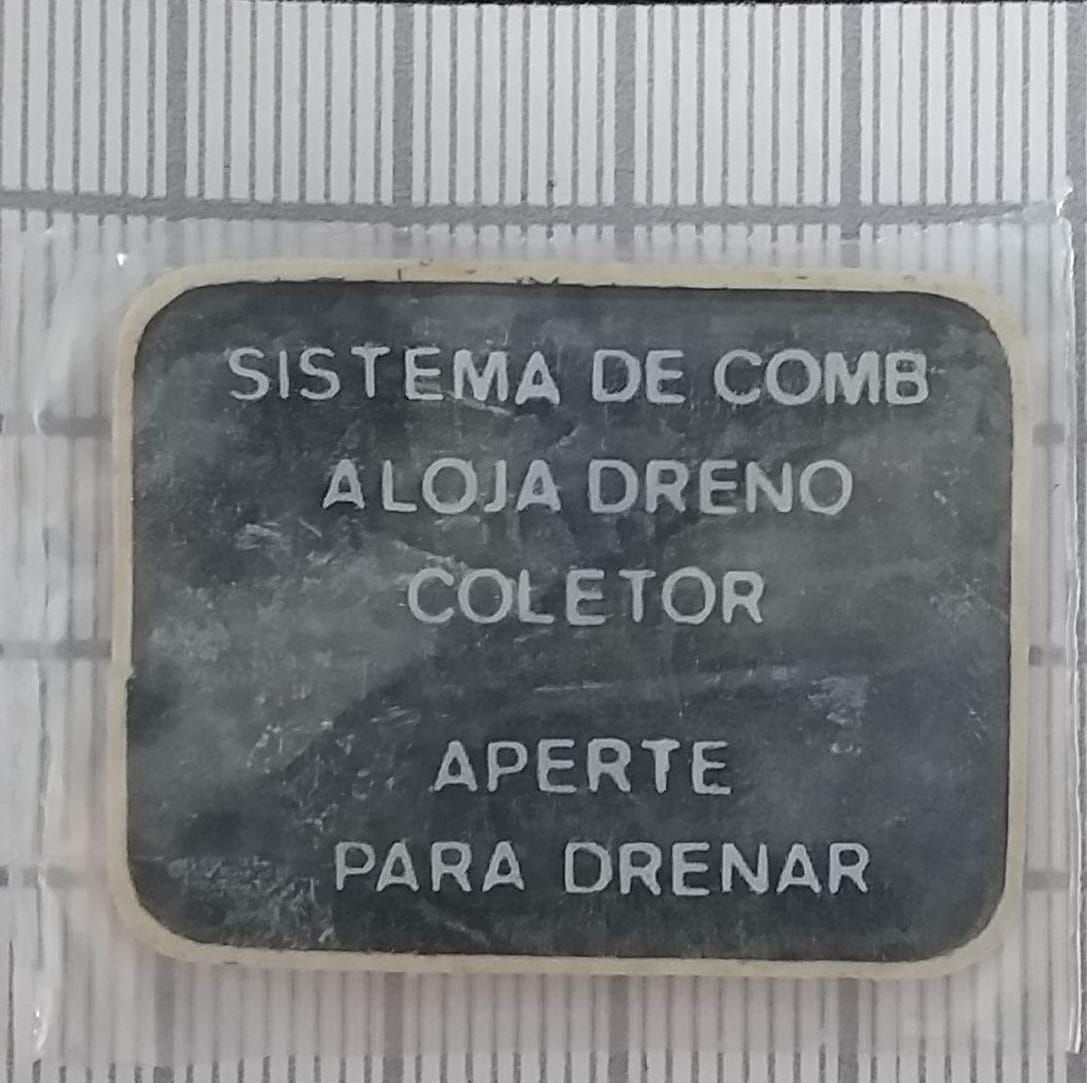 SISTEMA DE COMB
ALOJA DRENO
COLETOR
APERTE
PARA DRENAR